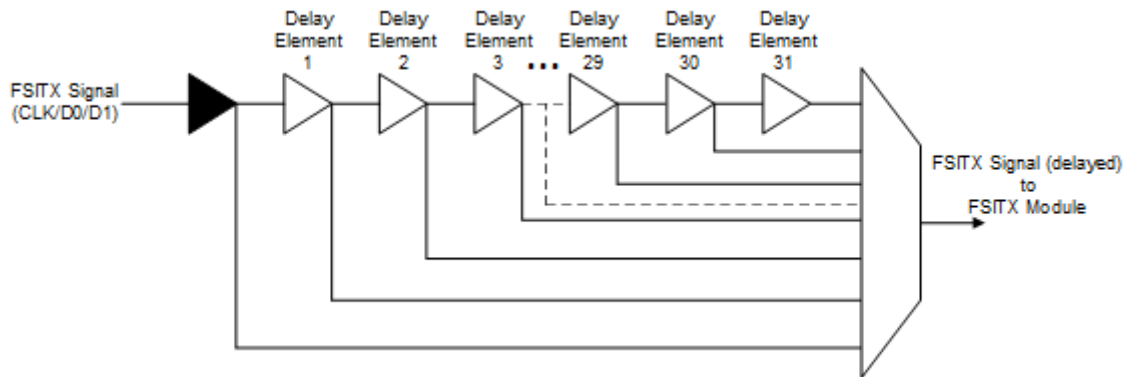 Delay
Element
1
Delay
Element
2
Delay
Element
3
...
Delay
Element
29
Delay
Element
30
Delay
Element
31
FSITX Signal
(CLK/D0/D1)
FSITX Signal (delayed)
to
FSITX Module